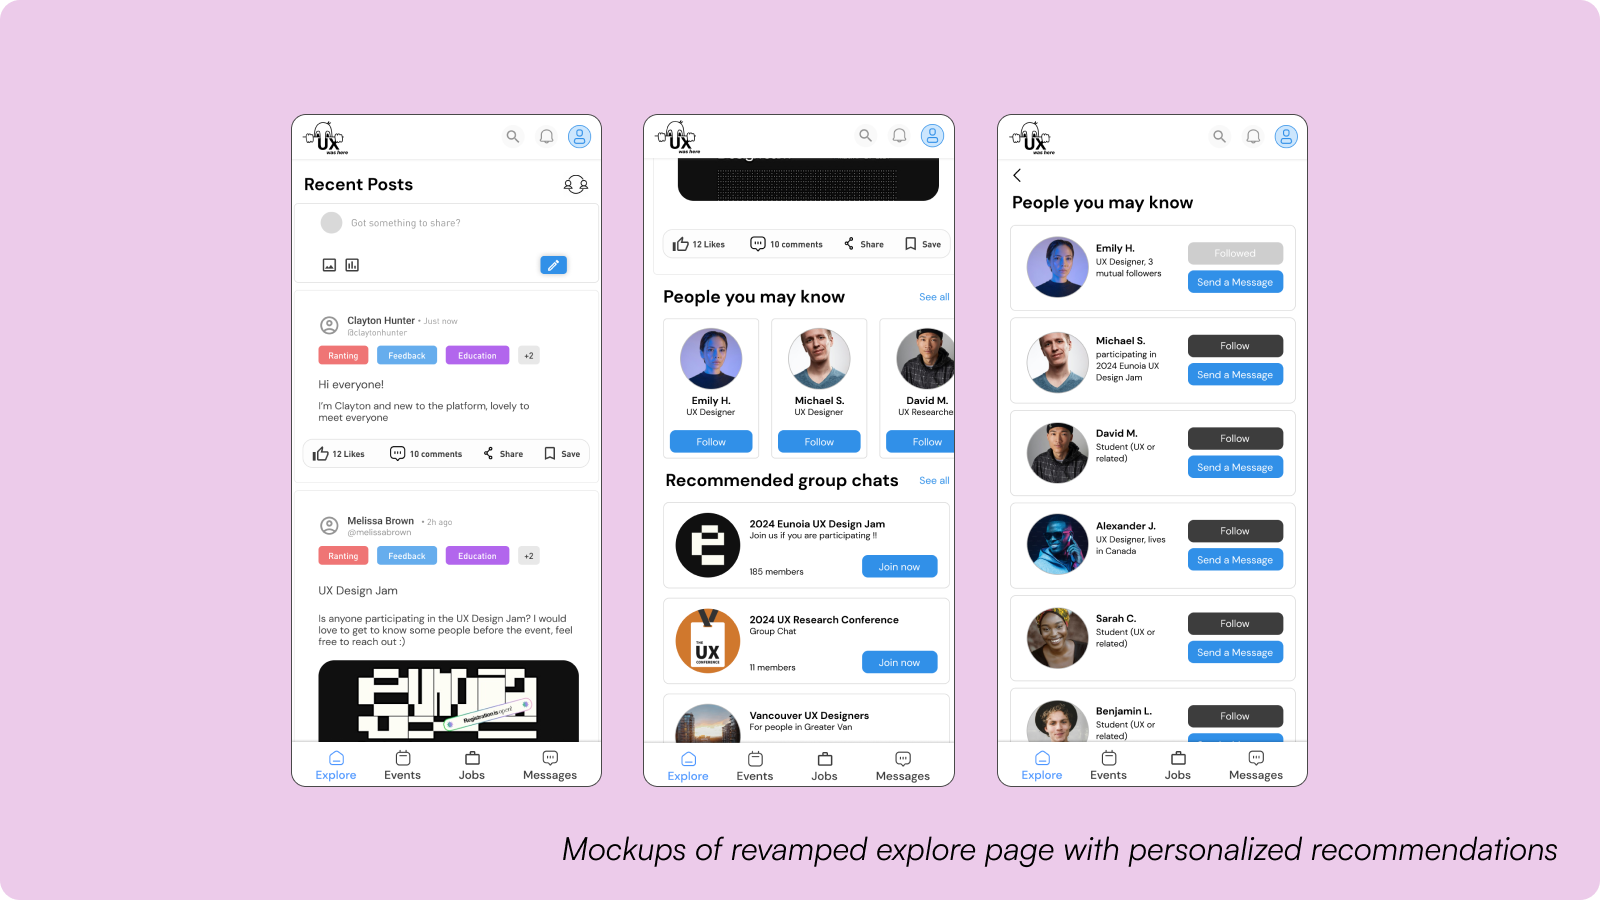 UX
was here
Recent Posts
Got something to share?
Clayton Hunter • Just now
@claytonhunter
Ranting Feedback Education +2
Hi everyone!
I'm Clayton and new to the platform, lovely to
meet everyone
12 Likes 10 comments Share Save
Melissa Brown • 2h ago
@melissabrown
Ranting Feedback Education +2
UX Design Jam
Is anyone participating in the UX Design Jam? I would
love to get to know some people before the event, feel
free to reach out :)
eunoia
Registration is open!
Explore Events Jobs Messages
UX
was here
12 Likes 10 comments Share Save
People you may know See all
Emily H. Michael S. David M.
UX Designer UX Designer UX Researche
Follow Follow Follow
Recommended group chats See all
2024 Eunoia UX Design Jam
Join us if you are participating !!
185 members Join now
2024 UX Research Conference
Group Chat
THE
UX
CONFERENCE
11 members Join now
Vancouver UX Designers
For people in Greater Van
Explore Events Jobs Messages
UX
was here
People you may know
Emily H.
UX Designer, 3
mutual followers
Followed
Send a Message
Michael S.
participating in
2024 Eunoia UX
Design Jam
Follow
Send a Message
David M.
Student (UX or
related)
Follow
Send a Message
Alexander J.
UX Designer, lives
in Canada
Follow
Send a Message
Sarah C.
Student (UX or
related)
Follow
Send a Message
Benjamin L.
Student (UX or
related)
Follow
Explore Events Jobs Messages
Mockups of revamped explore page with personalized recommendations